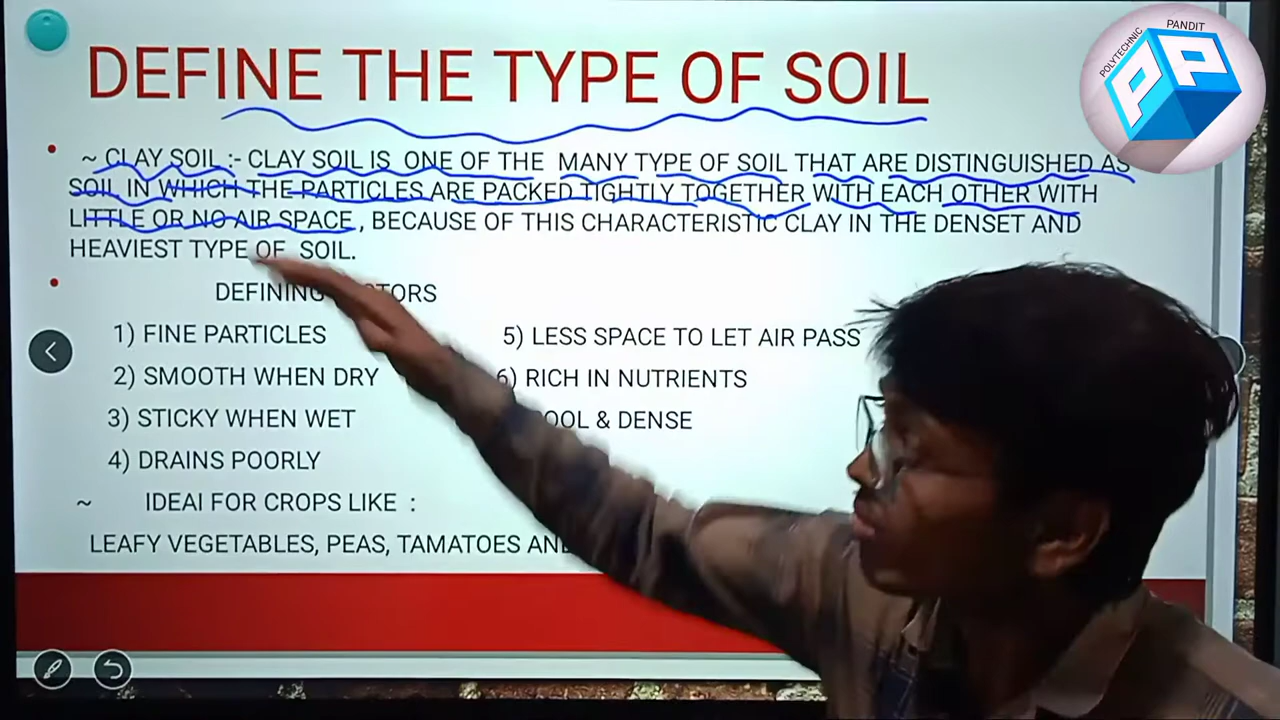 POLYTECHNIC PANDIT
PP
DEFINE THE TYPE OF SOIL
~ CLAY SOIL :- CLAY SOIL IS ONE OF THE MANY TYPE OF SOIL THAT ARE DISTINGUISHED AS
SOIL IN WHICH THE PARTICLES ARE PACKED TIGHTLY TOGETHER WITH EACH OTHER WITH
LITTLE OR NO AIR SPACE, BECAUSE OF THIS CHARACTERISTIC CLAY IN THE DENSET AND
HEAVIEST TYPE OF SOIL.
DEFINING
1) FINE PARTICLES
2) SMOOTH WHEN DRY
3) STICKY WHEN WET
4) DRAINS POORLY
5) LESS SPACE TO LET AIR PASS
6) RICH IN NUTRIENTS
& DENSE
~ IDEAI FOR CROPS LIKE :
LEAFY VEGETABLES, PEAS, TAMATOES